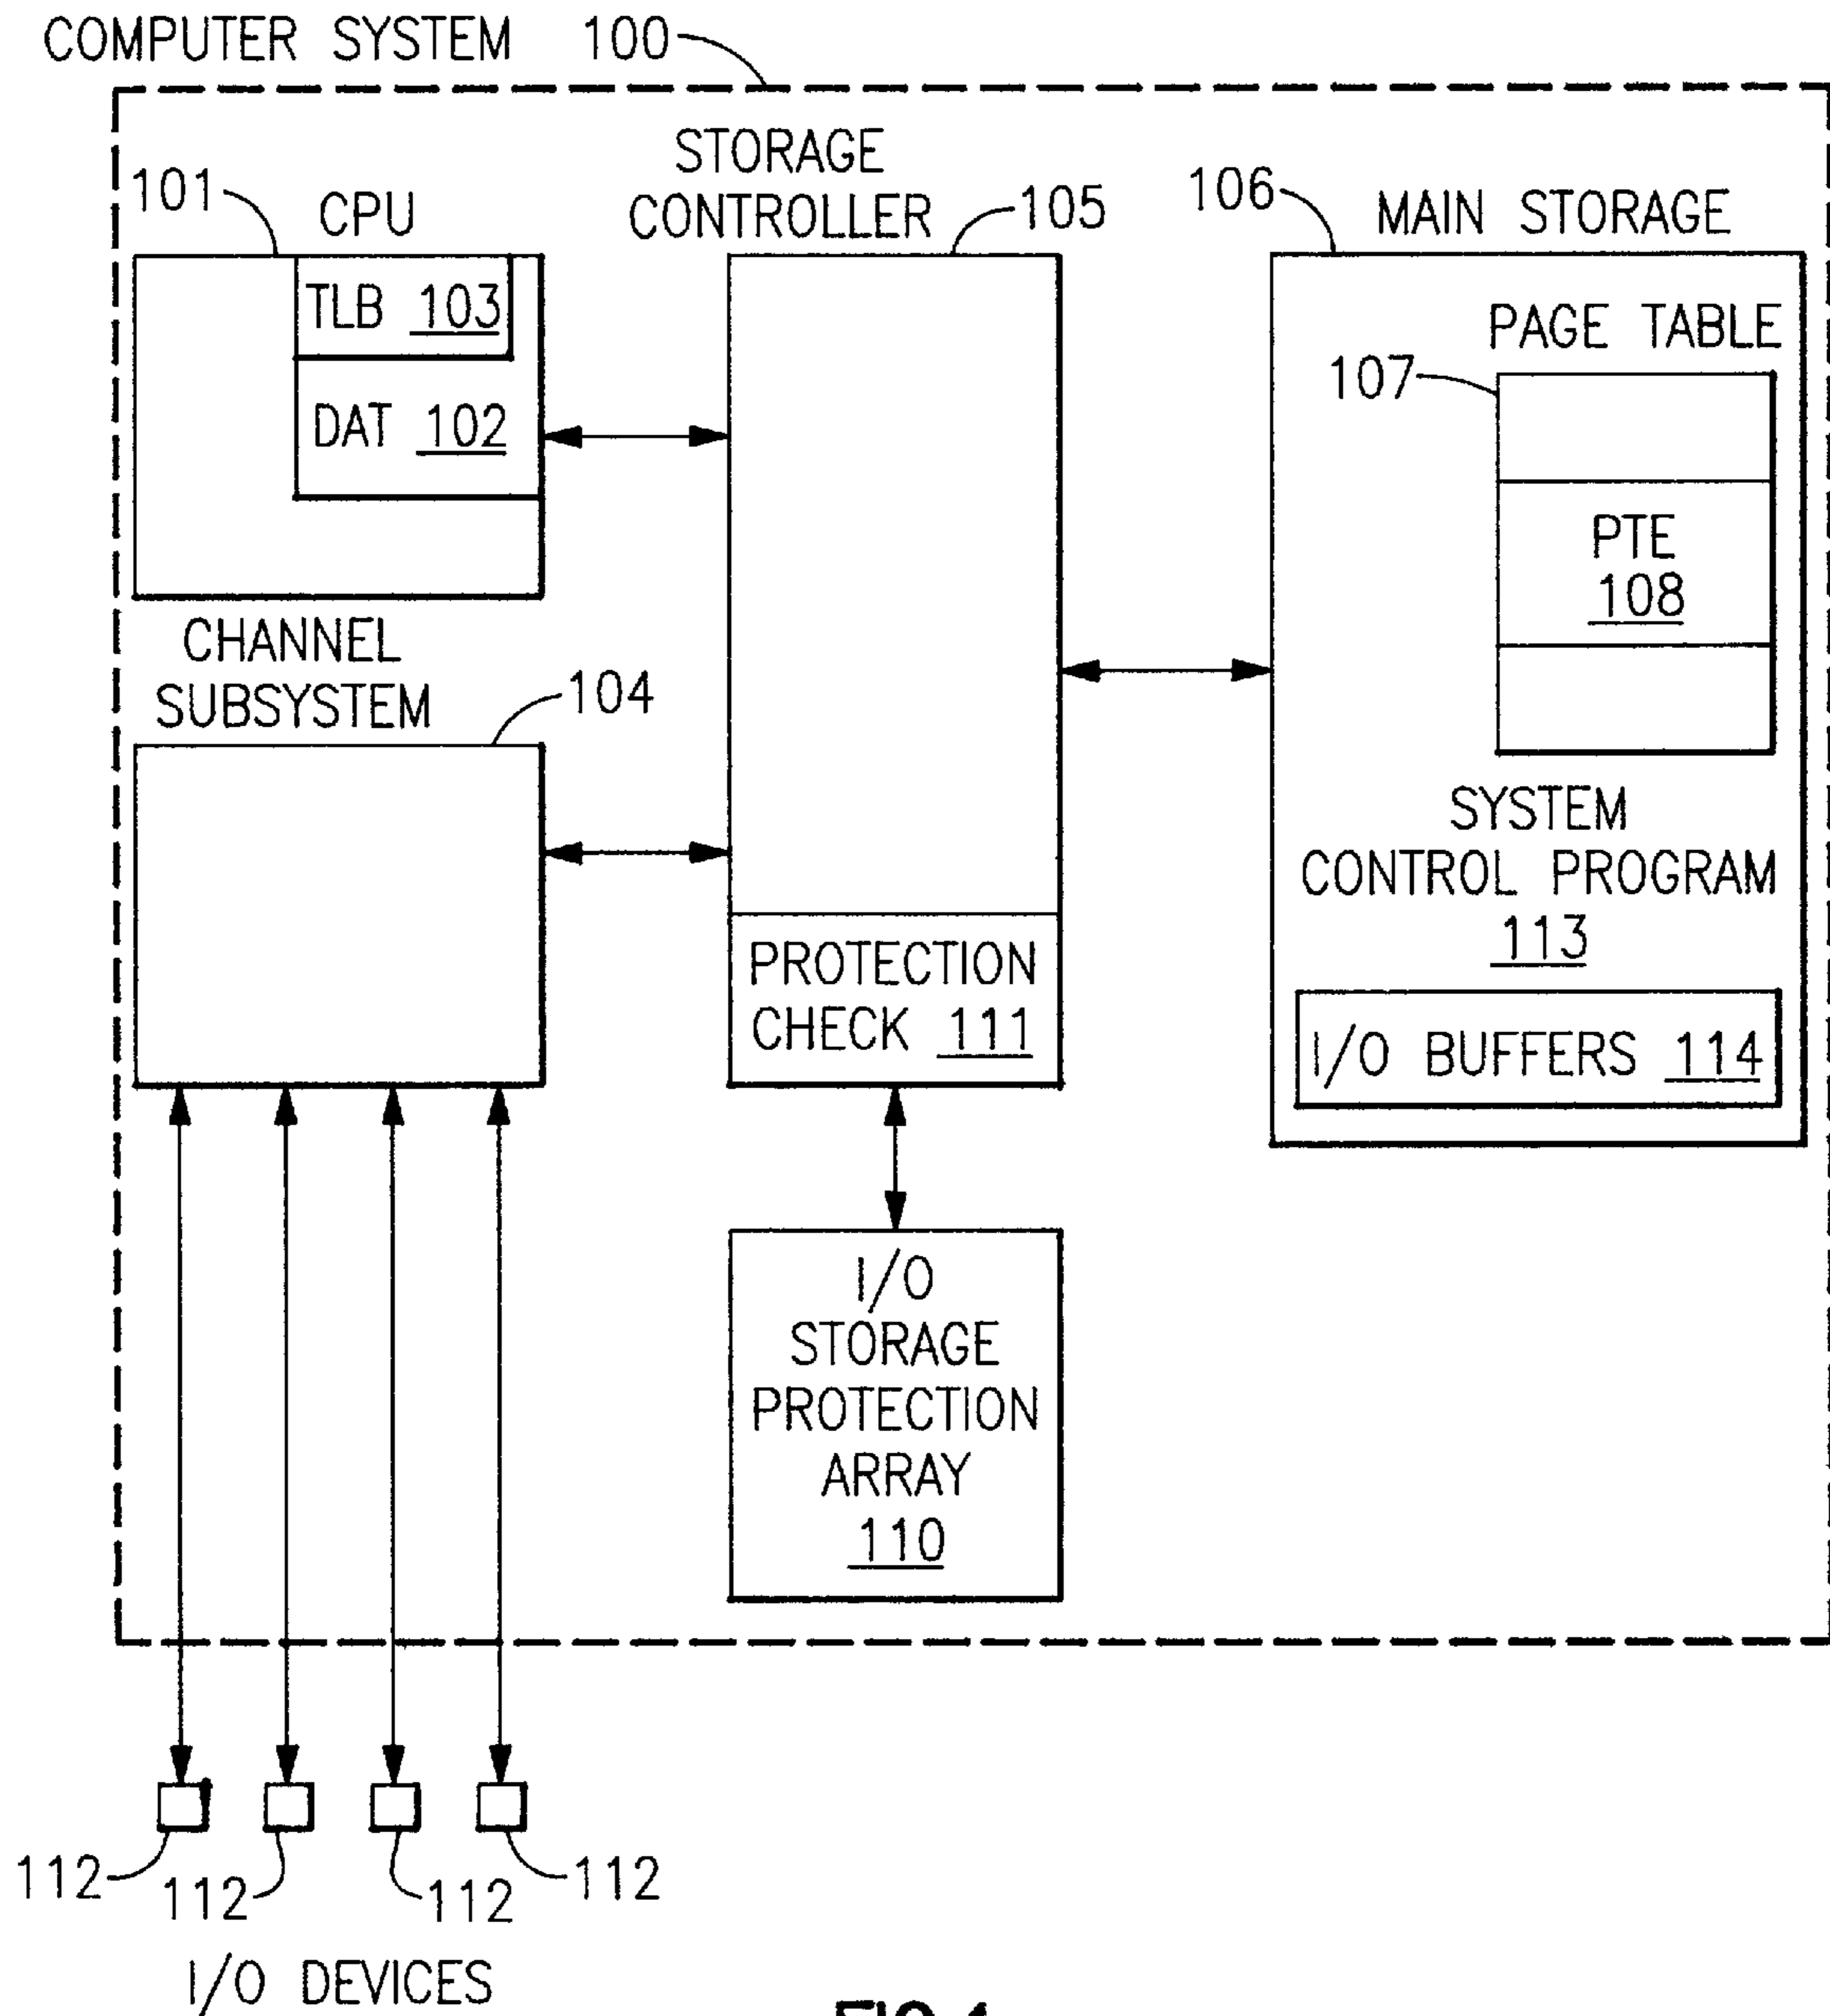 COMPUTER SYSTEM 100
STORAGE
CONTROLLER 105
101 CPU
106 MAIN STORAGE
TLB 103
DAT 102
PAGE TABLE
107
PTE
108
CHANNEL
SUBSYSTEM 104
SYSTEM
CONTROL PROGRAM
113
PROTECTION
CHECK 111
I/O BUFFERS 114
I/O
STORAGE
PROTECTION
ARRAY
110
112 112 112 112
I/O DEVICES
FIG.1